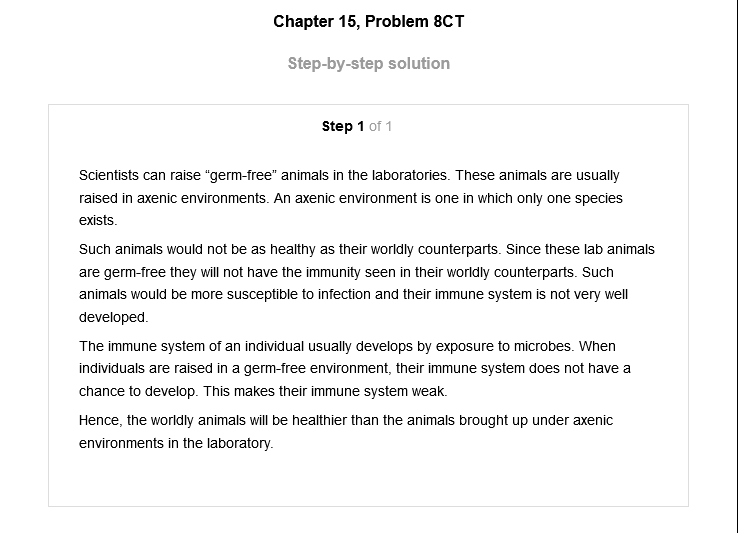 Chapter 15, Problem 8CT
Step-by-step solution
Step 1 of 1
Scientists can raise “germ-free” animals in the laboratories. These animals are usually
raised in axenic environments. An axenic environment is one in which only one species
exists.
Such animals would not be as healthy as their worldly counterparts. Since these lab animals
are germ-free they will not have the immunity seen in their worldly counterparts. Such
animals would be more susceptible to infection and their immune system is not very well
developed.
The immune system of an individual usually develops by exposure to microbes. When
individuals are raised in a germ-free environment, their immune system does not have a
chance to develop. This makes their immune system weak.
Hence, the worldly animals will be healthier than the animals brought up under axenic
environments in the laboratory.